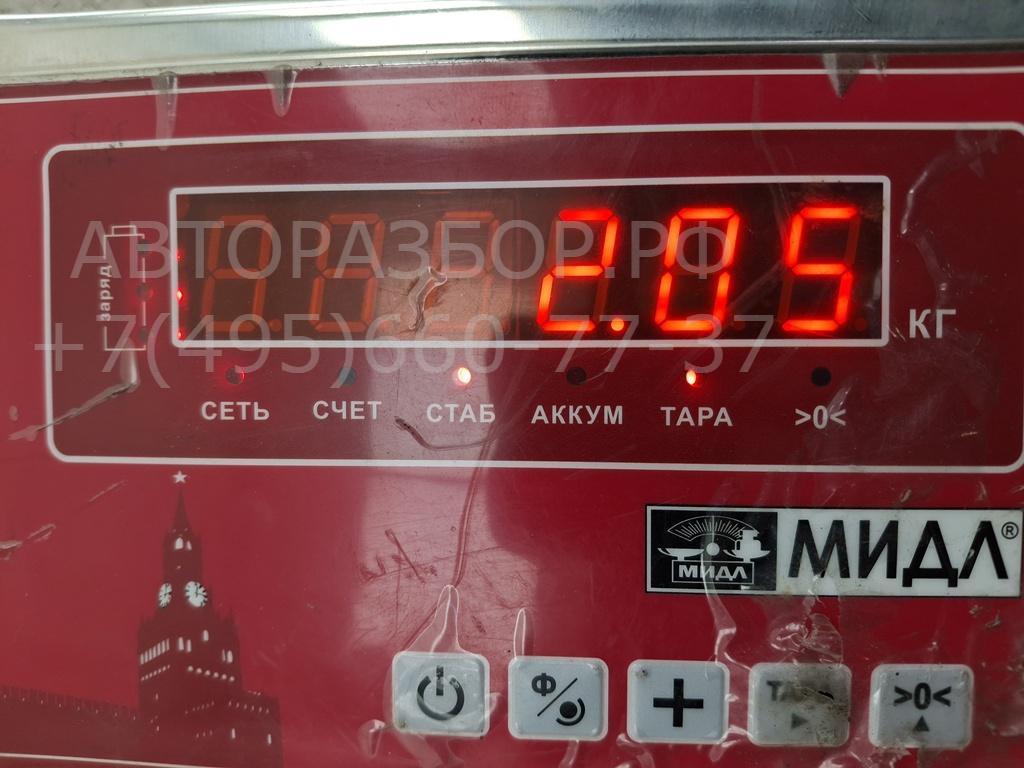 АВТОРАЗБОР.РФ
+7(495)660-77-37
заряд
2.05
КГ
СЕТЬ СЧЕТ СТАБ АККУМ ТАРА >0<
МИДЛ
МИДЛ®
Ф
>0<